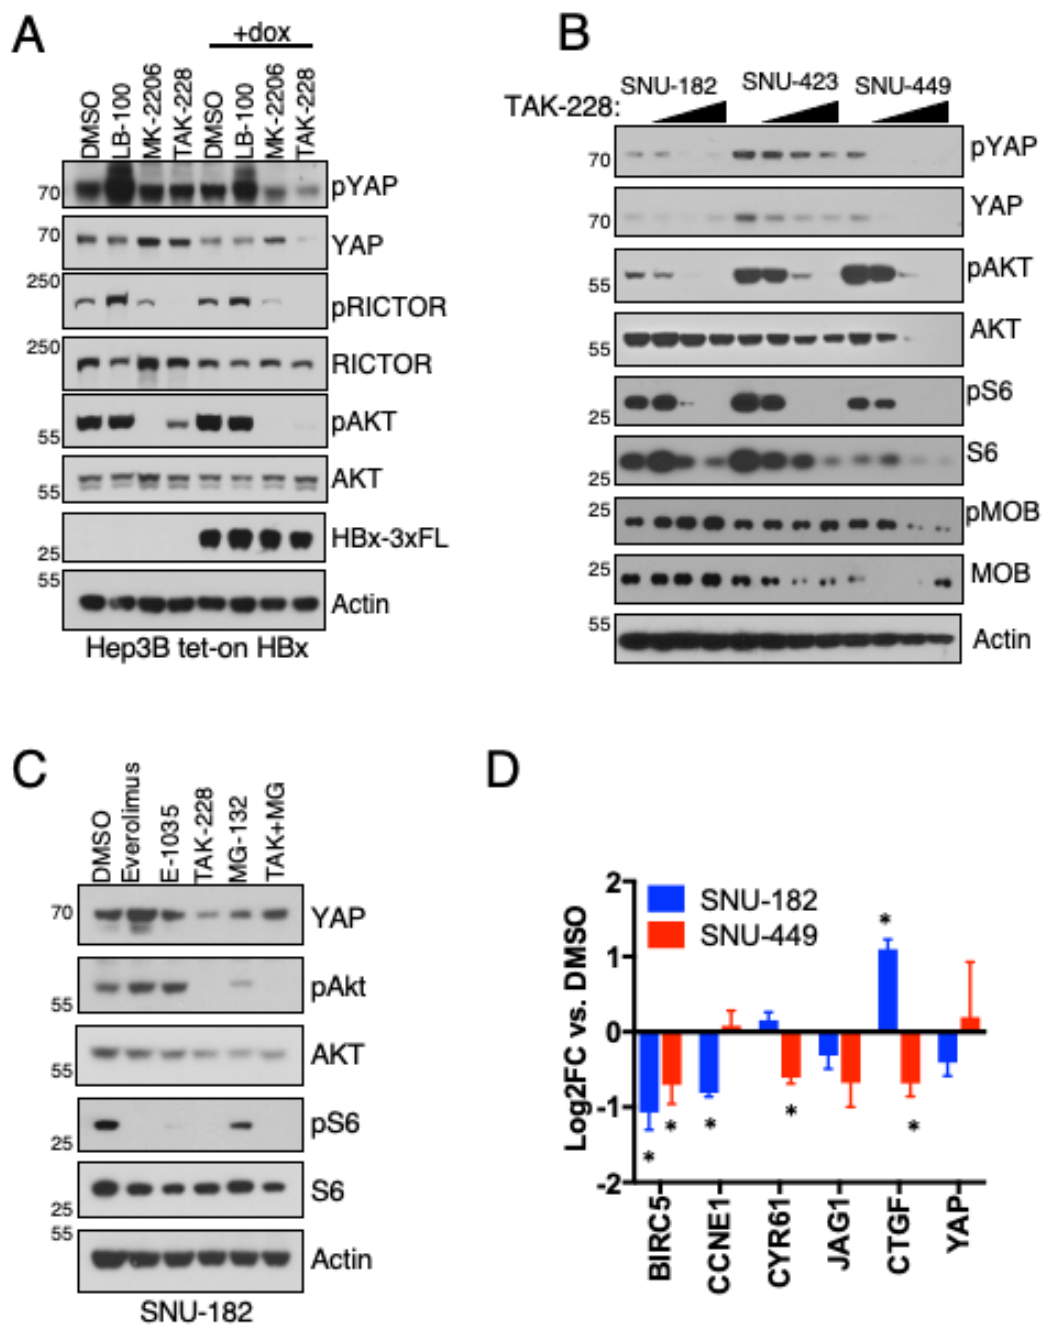 A
+dox
DMSO
LB-100
MK-2206
TAK-228
DMSO
LB-100
MK-2206
TAK-228
70 pYAP
70 YAP
250 pRICTOR
250 RICTOR
55 pAKT
55 AKT
25 HBx-3xFL
55 Actin
Hep3B tet-on HBx
B
SNU-182 SNU-423 SNU-449
TAK-228:
70 pYAP
70 YAP
55 pAKT
55 AKT
25 pS6
25 S6
25 pMOB
25 MOB
55 Actin
C
DMSO
Everolimus
E-1035
TAK-228
MG-132
TAK+MG
70 YAP
55 pAkt
55 AKT
25 pS6
25 S6
55 Actin
SNU-182
D
Log2FC vs. DMSO
2
1
0
-1
-2
SNU-182
SNU-449
*
* * * * *
BIRC5
CCNE1
CYR61
JAG1
CTGF
YAP